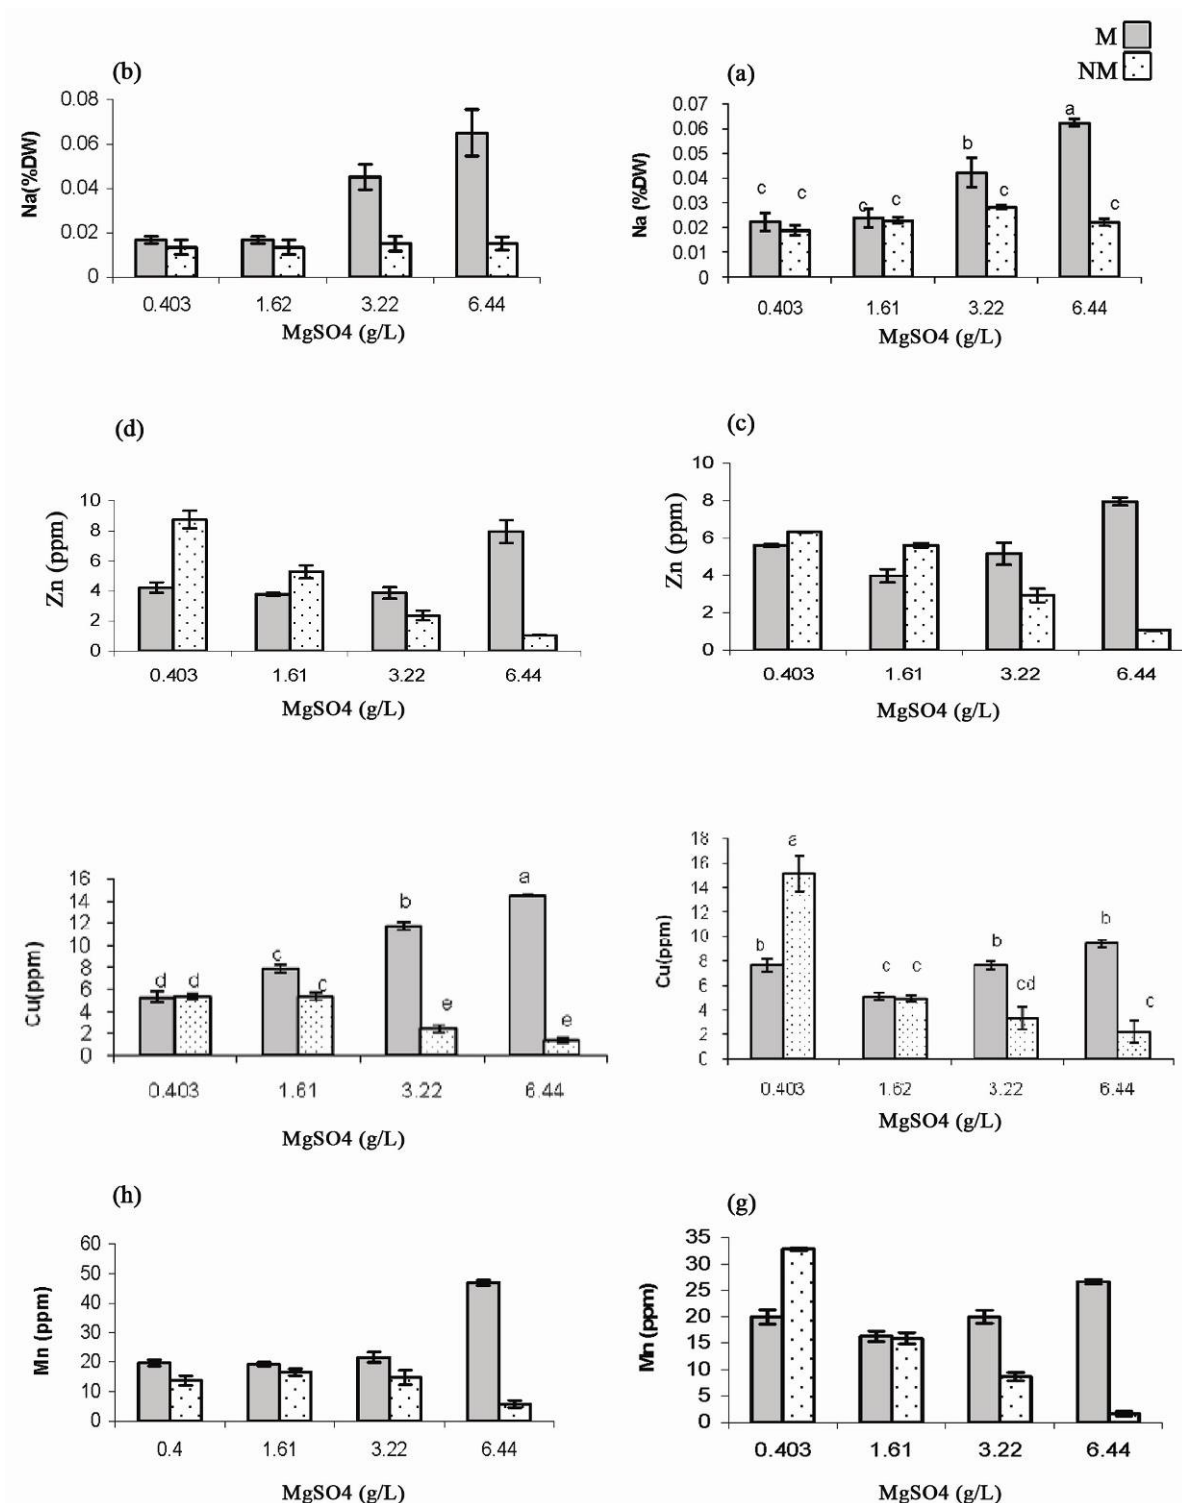 M
NM
(b)
Na(%DW)
0.08
0.06
0.04
0.02
0
0.403 1.62 3.22 6.44
MgSO4 (g/L)
(a)
Na (%DW)
0.07
0.06
0.05
0.04
0.03
0.02
0.01
0
c c c c b c a c
0.403 1.61 3.22 6.44
MgSO4 (g/L)
(d)
Zn (ppm)
10
8
6
4
2
0
0.403 1.61 3.22 6.44
MgSO4 (g/L)
(c)
Zn (ppm)
10
8
6
4
2
0
0.403 1.61 3.22 6.44
MgSO4 (g/L)
Cu(ppm)
16
14
12
10
8
6
4
2
0
d d c c b e a e
0.403 1.61 3.22 6.44
MgSO4 (g/L)
Cu(ppm)
18
16
14
12
10
8
6
4
2
0
b a c c b cd b c
0.403 1.62 3.22 6.44
MgSO4 (g/L)
(h)
Mn (ppm)
60
50
40
30
20
10
0
0.4 1.61 3.22 6.44
MgSO4 (g/L)
(g)
Mn (ppm)
35
30
25
20
15
10
5
0
0.403 1.61 3.22 6.44
MgSO4 (g/L)